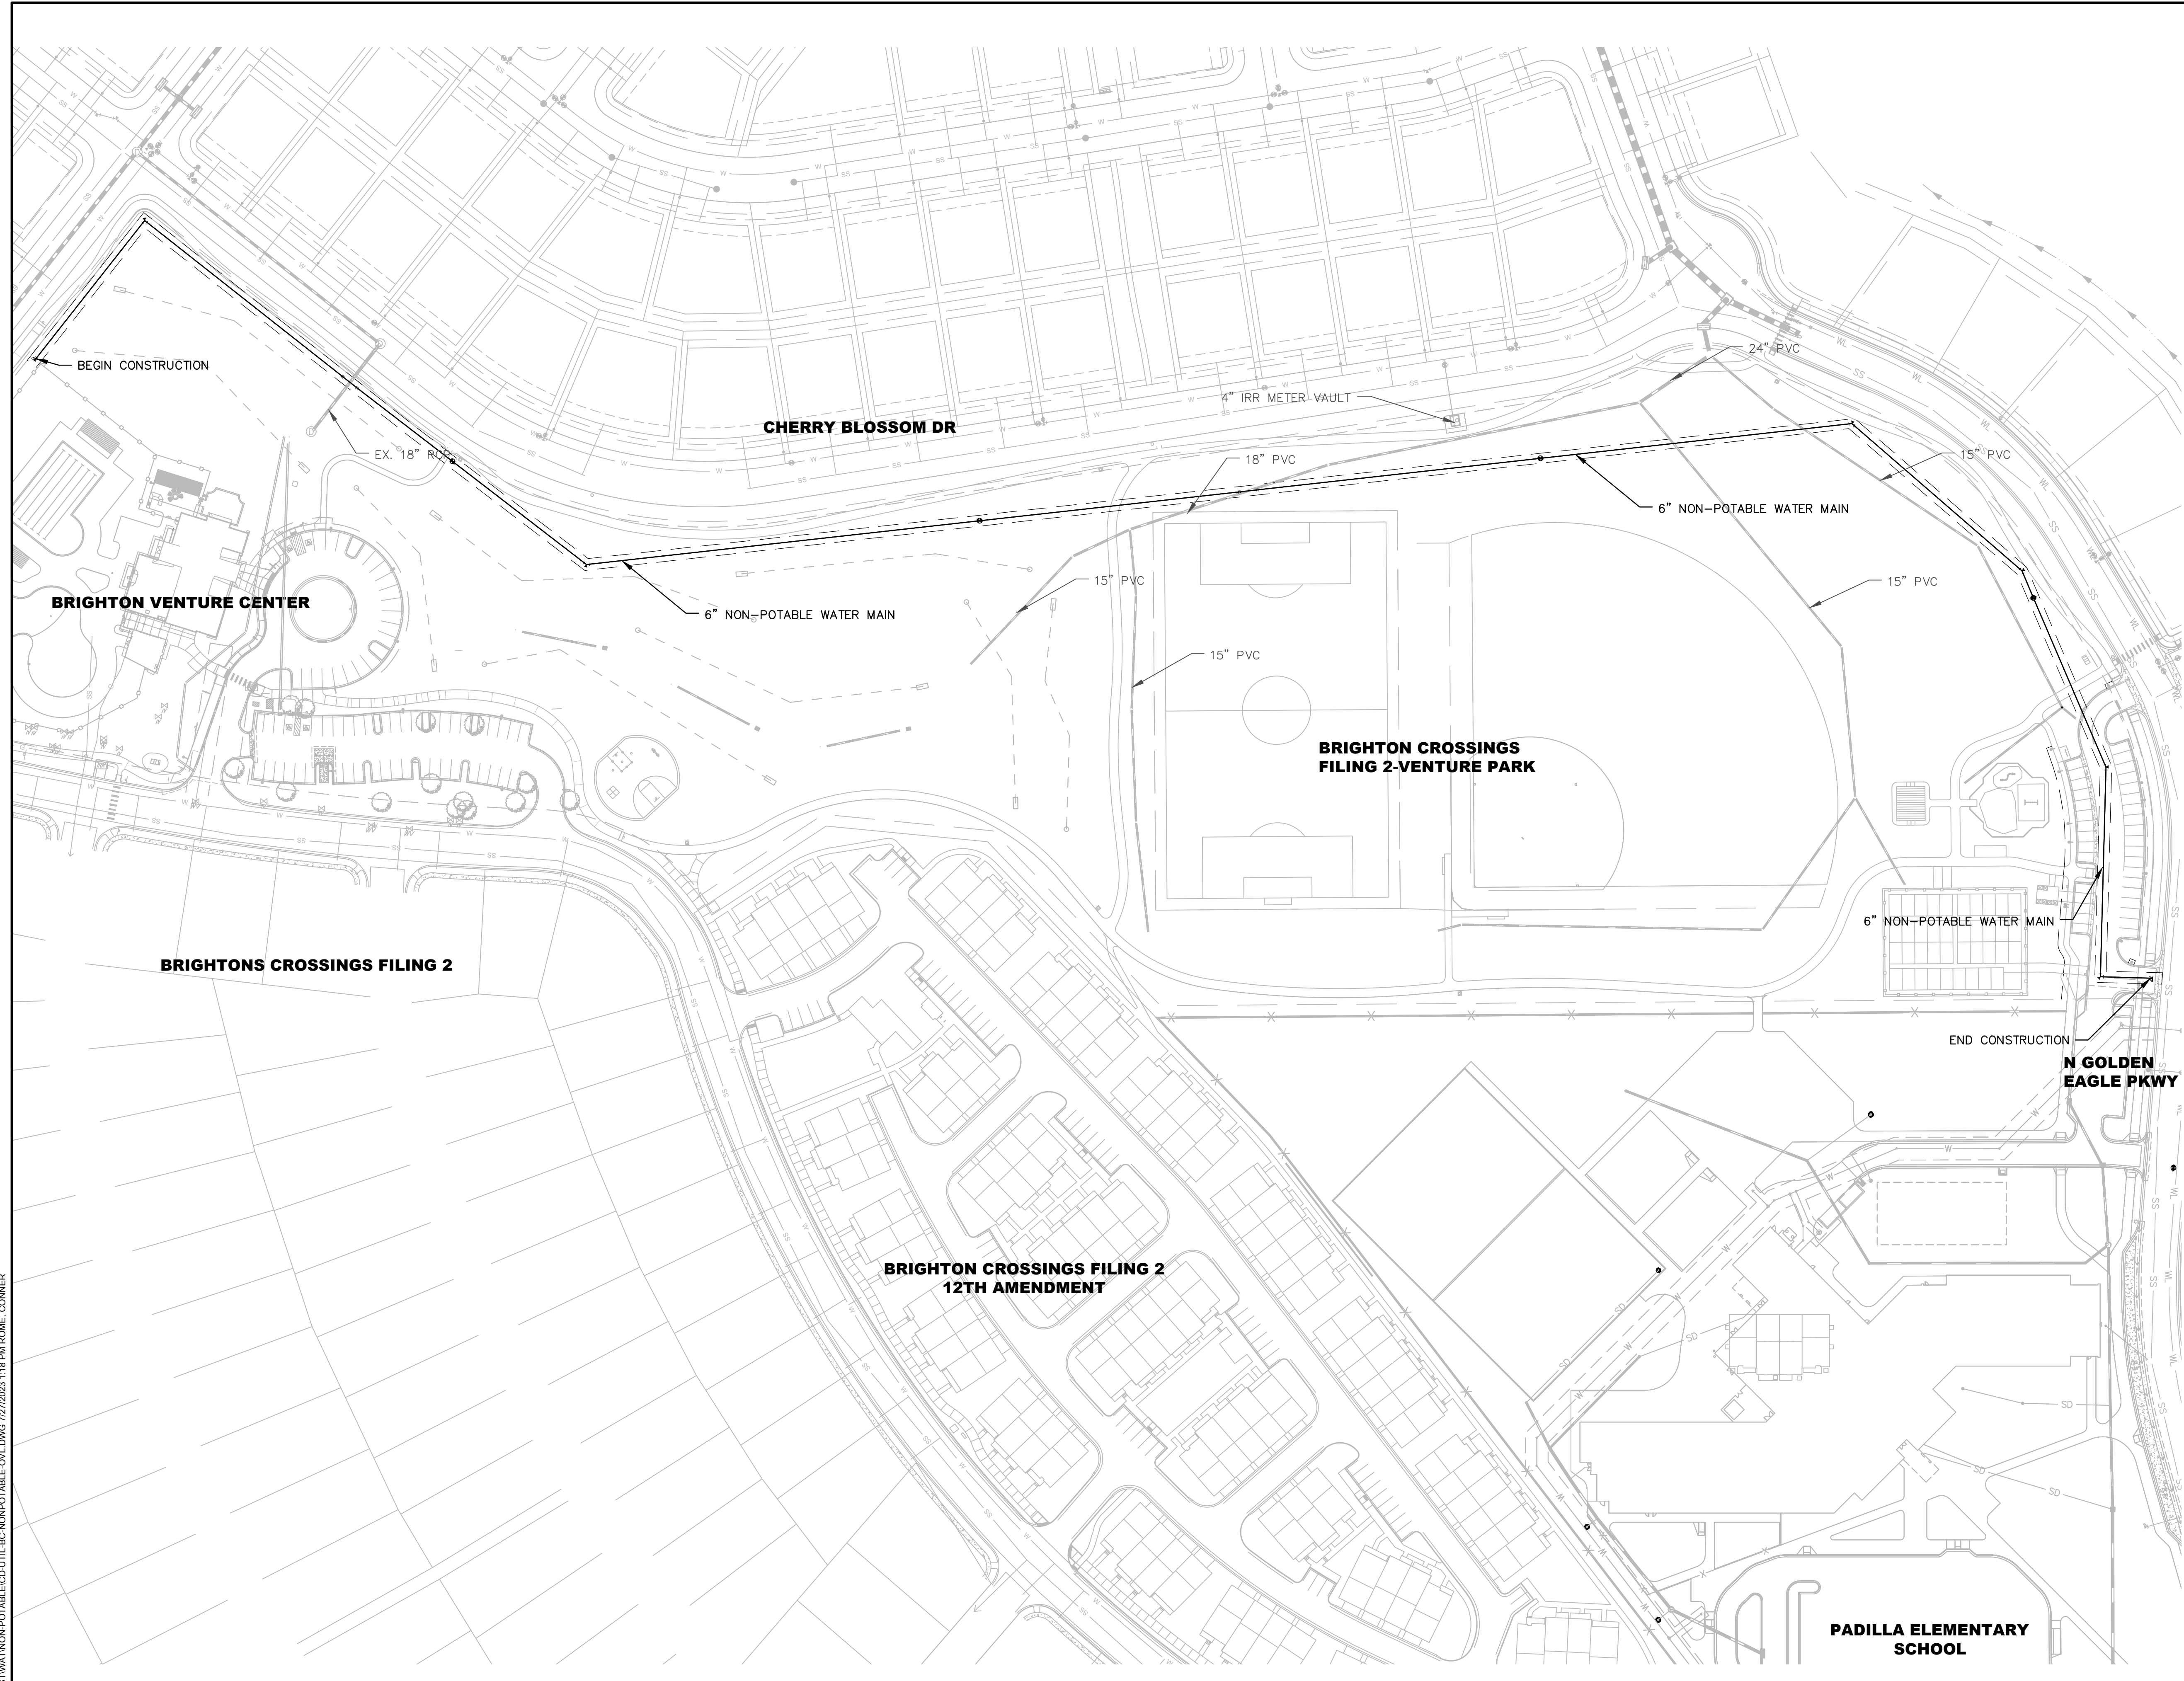 BEGIN CONSTRUCTION
24" PVC
4" IRR METER VAULT
CHERRY BLOSSOM DR
EX. 18" RCP
18" PVC
15" PVC
6" NON-POTABLE WATER MAIN
15" PVC
15" PVC
BRIGHTON VENTURE CENTER
6" NON-POTABLE WATER MAIN
15" PVC
BRIGHTON CROSSINGS
FILING 2-VENTURE PARK
6" NON-POTABLE WATER MAIN
BRIGHTONS CROSSINGS FILING 2
END CONSTRUCTION
N GOLDEN
EAGLE PKWY
BRIGHTON CROSSINGS FILING 2
12TH AMENDMENT
PADILLA ELEMENTARY
SCHOOL